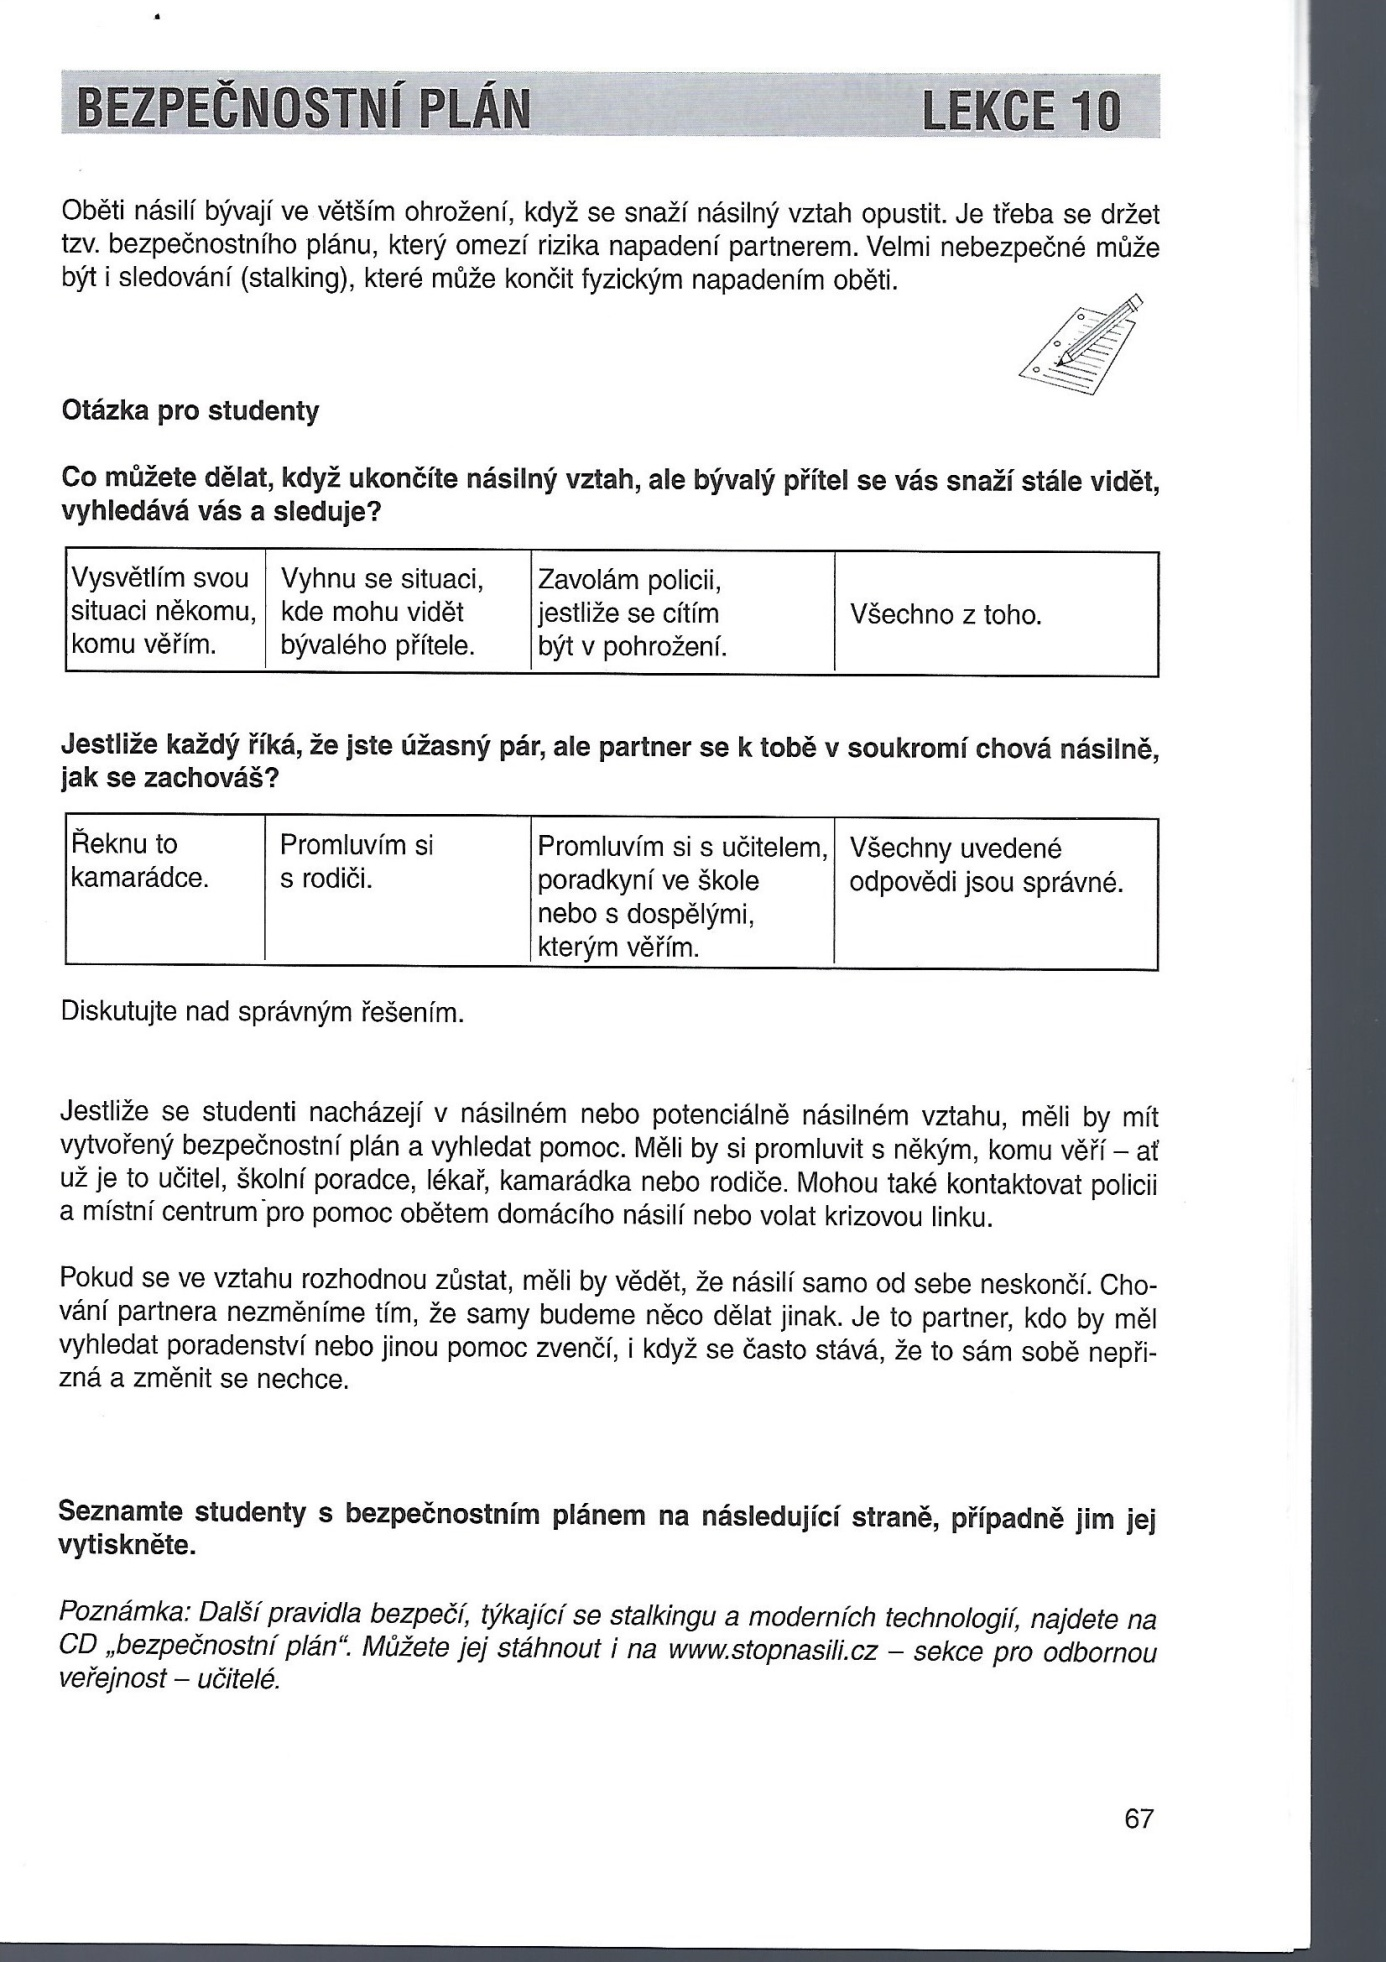 BEZPEČNOSTNÍ PLÁN LEKCE 10
Oběti násilí bývají ve větším ohrožení, když se snaží násilný vztah opustit. Je třeba se držet
tzv. bezpečnostního plánu, který omezí rizika napadení partnerem. Velmi nebezpečné může
být i sledování (stalking), které může končit fyzickým napadením oběti.
Otázka pro studenty
Co můžete dělat, když ukončíte násilný vztah, ale bývalý přítel se vás snaží stále vidět,
vyhledává vás a sleduje?
Vysvětlím svou
situaci někomu,
komu věřím.
Vyhnu se situaci,
kde mohu vidět
bývalého přítele.
Zavolám policii,
jestliže se cítím
být v pohrožení.
Všechno z toho.
Jestliže každý říká, že jste úžasný pár, ale partner se k tobě v soukromí chová násilně,
jak se zachováš?
Řeknu to
kamarádce.
Promluvím si
s rodiči.
Promluvím si s učitelem,
poradkyní ve škole
nebo s dospělými,
kterým věřím.
Všechny uvedené
odpovědi jsou správné.
Diskutujte nad správným řešením.
Jestliže se studenti nacházejí v násilném nebo potenciálně násilném vztahu, měli by mít
vytvořený bezpečnostní plán a vyhledat pomoc. Měli by si promluvit s někým, komu věří – ať
už je to učitel, školní poradce, lékař, kamarádka nebo rodiče. Mohou také kontaktovat policii
a místní centrum pro pomoc obětem domácího násilí nebo volat krizovou linku.
Pokud se ve vztahu rozhodnou zůstat, měli by vědět, že násilí samo od sebe neskončí. Cho-
vání partnera nezměníme tím, že samy budeme něco dělat jinak. Je to partner, kdo by měl
vyhledat poradenství nebo jinou pomoc zvenčí, i když se často stává, že to sám sobě nepři-
zná a změnit se nechce.
Seznamte studenty s bezpečnostním plánem na následující straně, případně jim jej
vytiskněte.
Poznámka: Další pravidla bezpečí, týkající se stalkingu a moderních technologií, najdete na
CD „bezpečnostní plán“. Můžete jej stáhnout i na www.stopnasili.cz – sekce pro odbornou
veřejnost – učitelé.
67